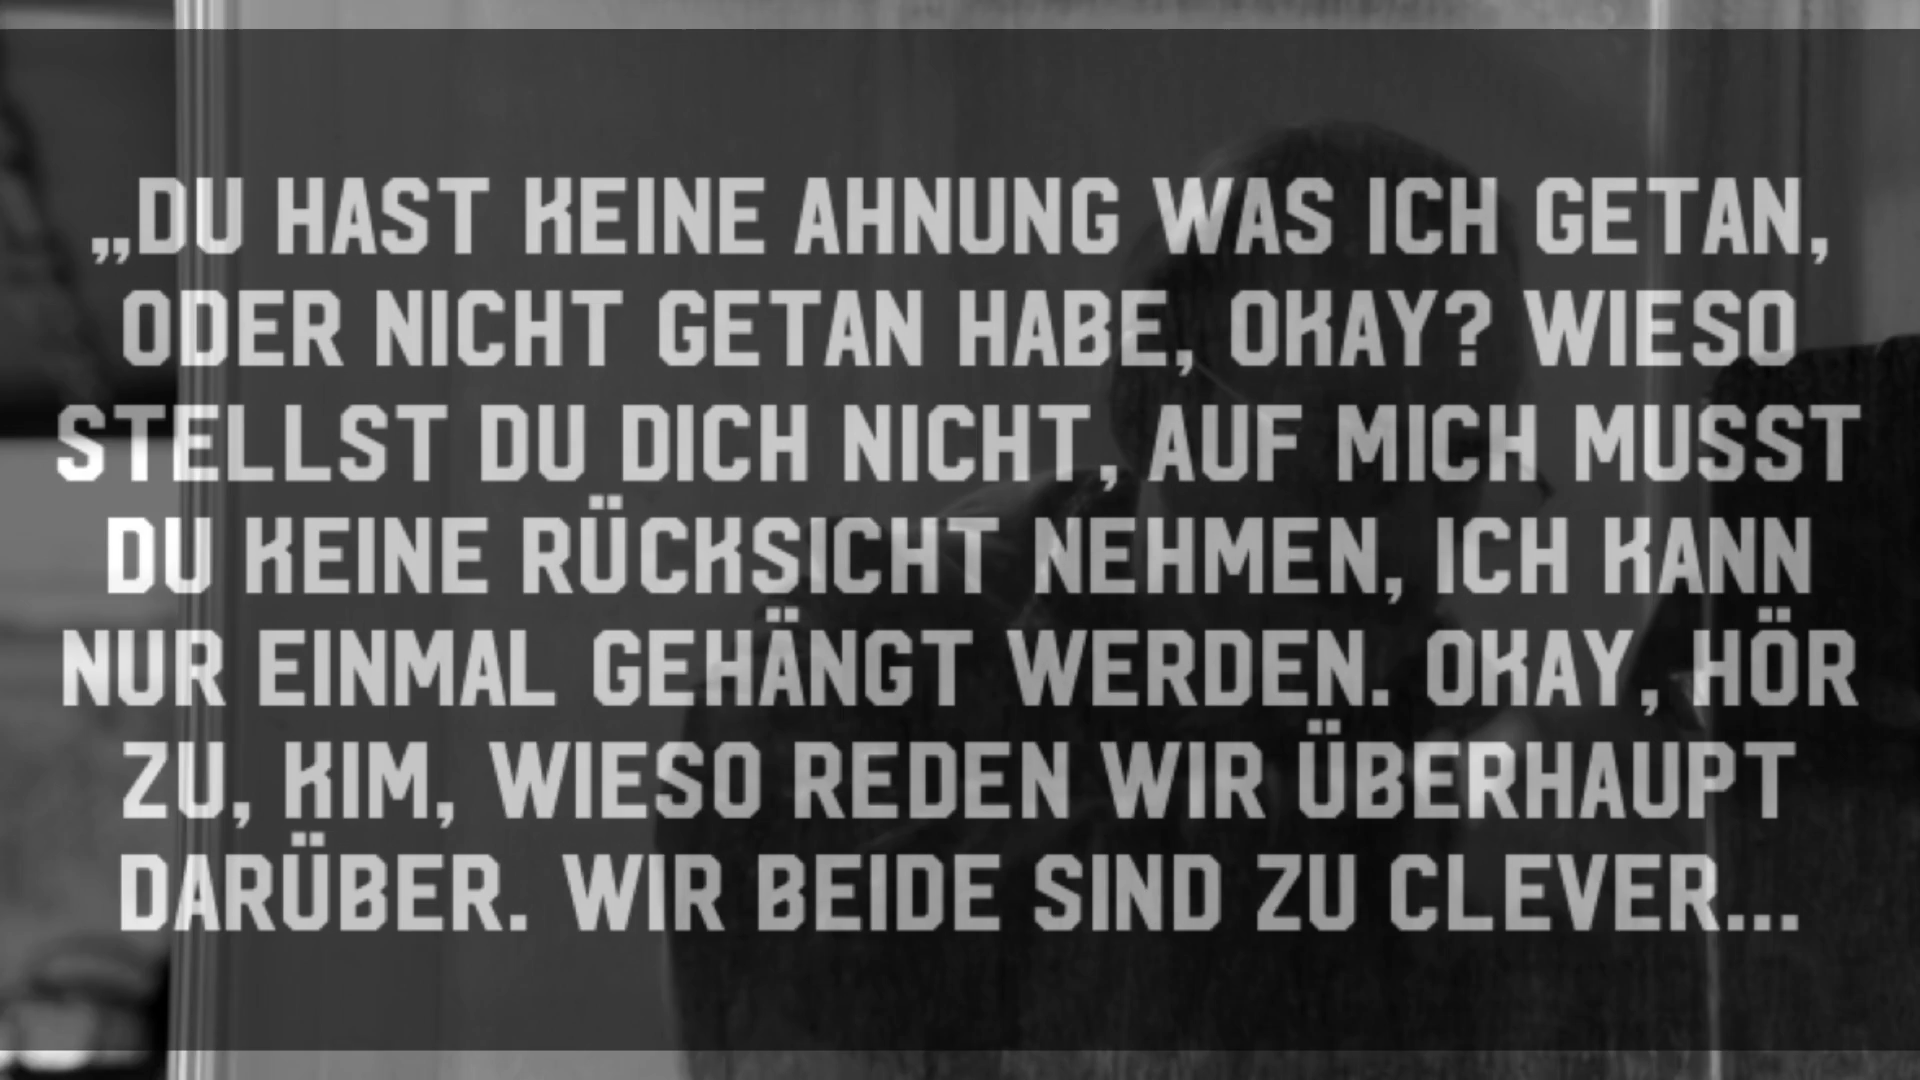 „DU HAST KEINE AHNUNG WAS ICH GETAN,
ODER NICHT GETAN HABE, OKAY? WIESO
STELLST DU DICH NICHT, AUF MICH MUSST
DU KEINE RÜCKSICHT NEHMEN, ICH KANN
NUR EINMAL GEHÄNGT WERDEN. OKAY, HÖR
ZU, KIM, WIESO REDEN WIR ÜBERHAUPT
DARÜBER. WIR BEIDE SIND ZU CLEVER...